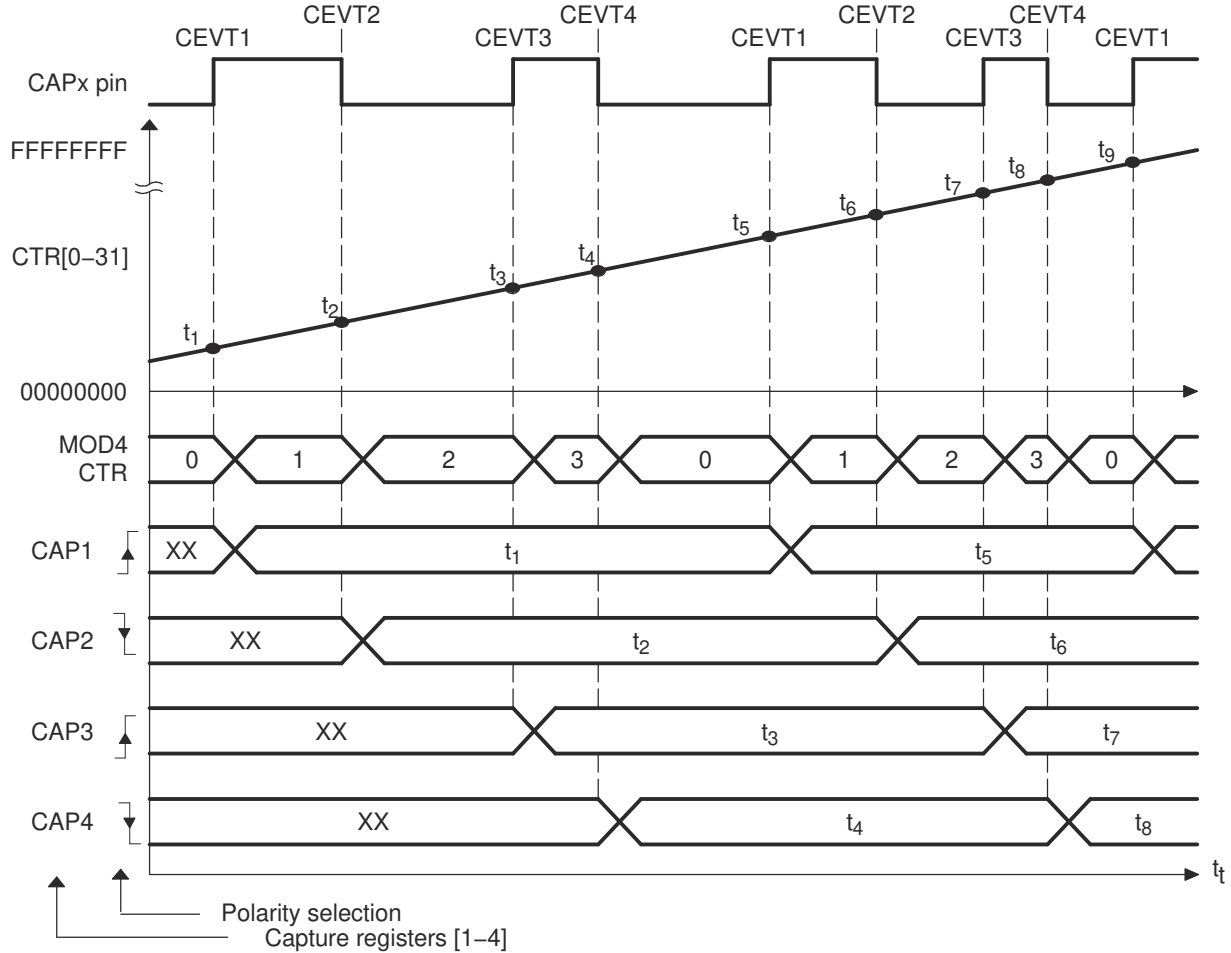 CEVT2 CEVT4 CEVT2 CEVT4
CEVT1 CEVT3 CEVT1 CEVT3 CEVT1
CAPx pin
FFFFFFFF
t1 t2 t3 t4 t5 t6 t7 t8 t9
CTR[0−31]
00000000
MOD4
CTR
0 1 2 3 0 1 2 3 0
CAP1 XX t1 t5
CAP2 XX t2 t6
CAP3 XX t3 t7
CAP4 XX t4 t8
tt
Polarity selection
Capture registers [1−4]